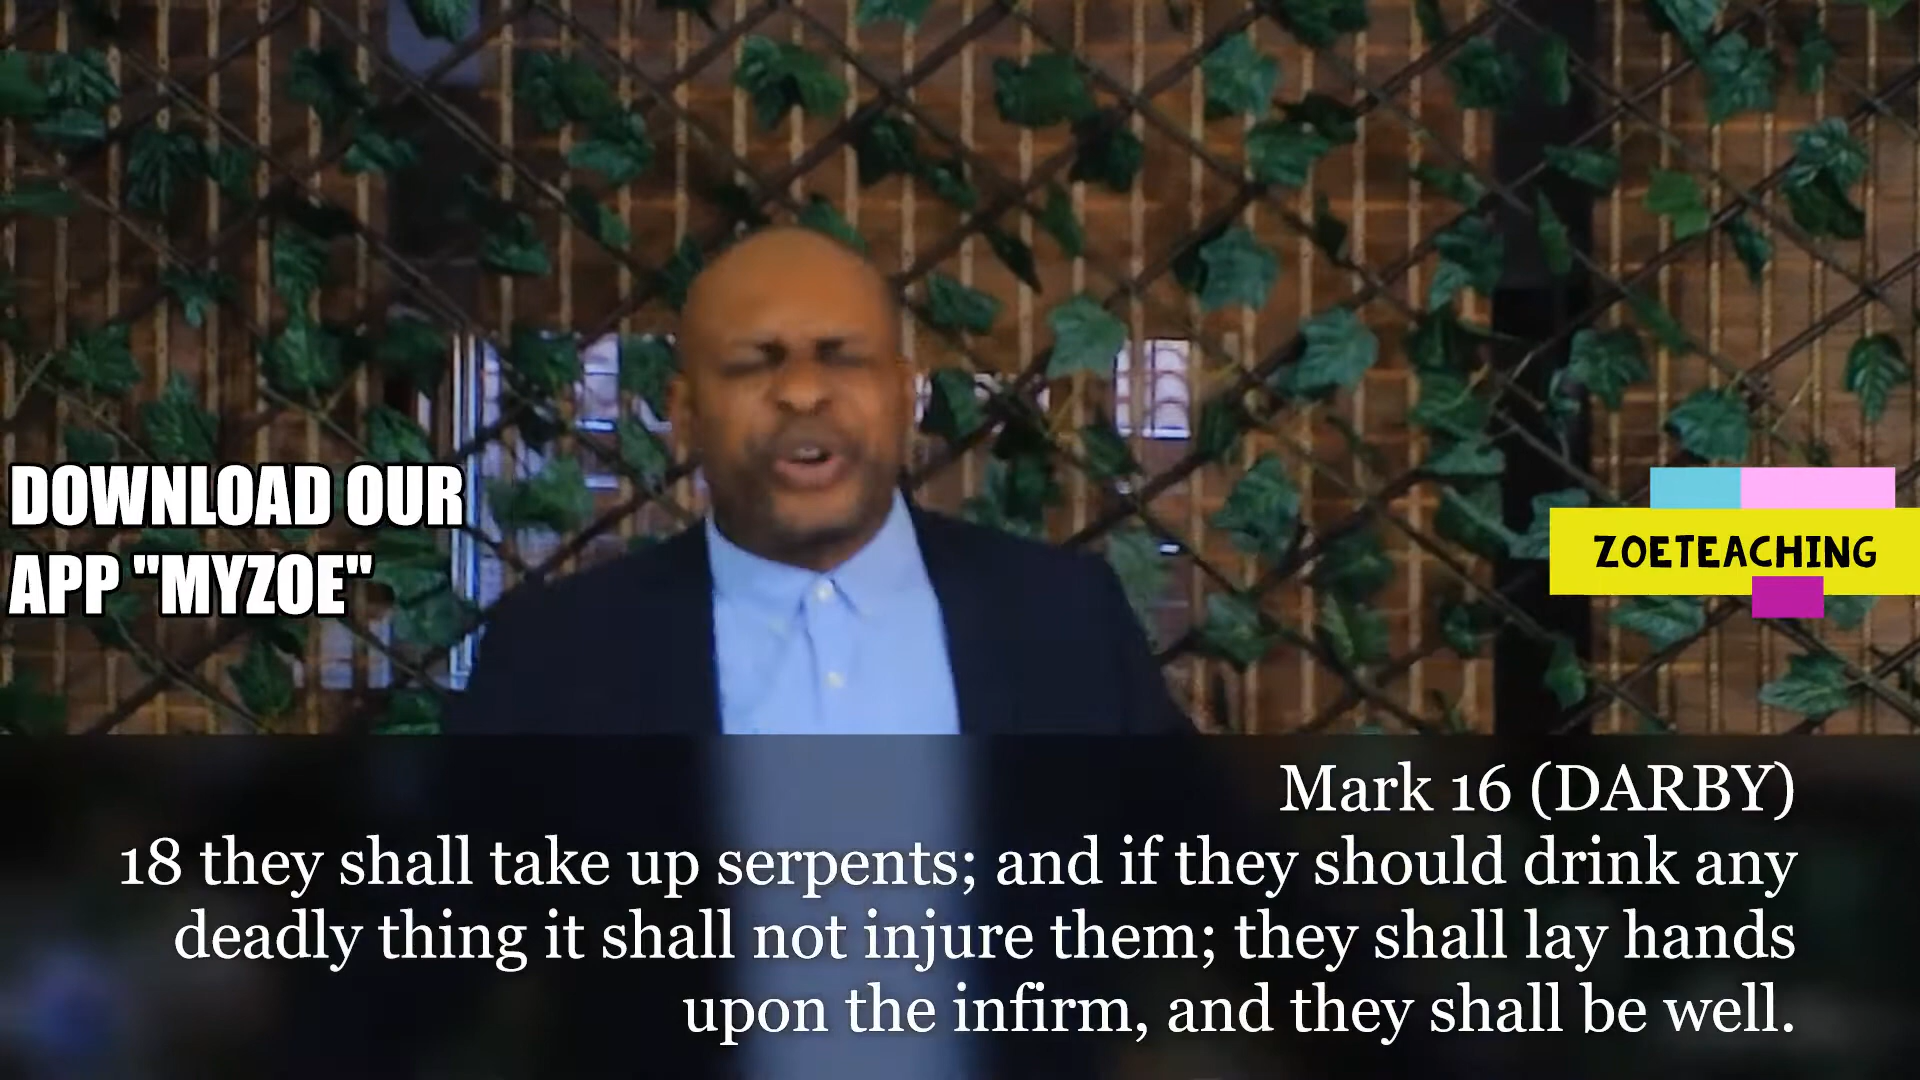 DOWNLOAD OUR
APP "MYZOE"
ZOETEACHING
Mark 16 (DARBY)
18 they shall take up serpents; and if they should drink any
deadly thing it shall not injure them; they shall lay hands
upon the infirm, and they shall be well.